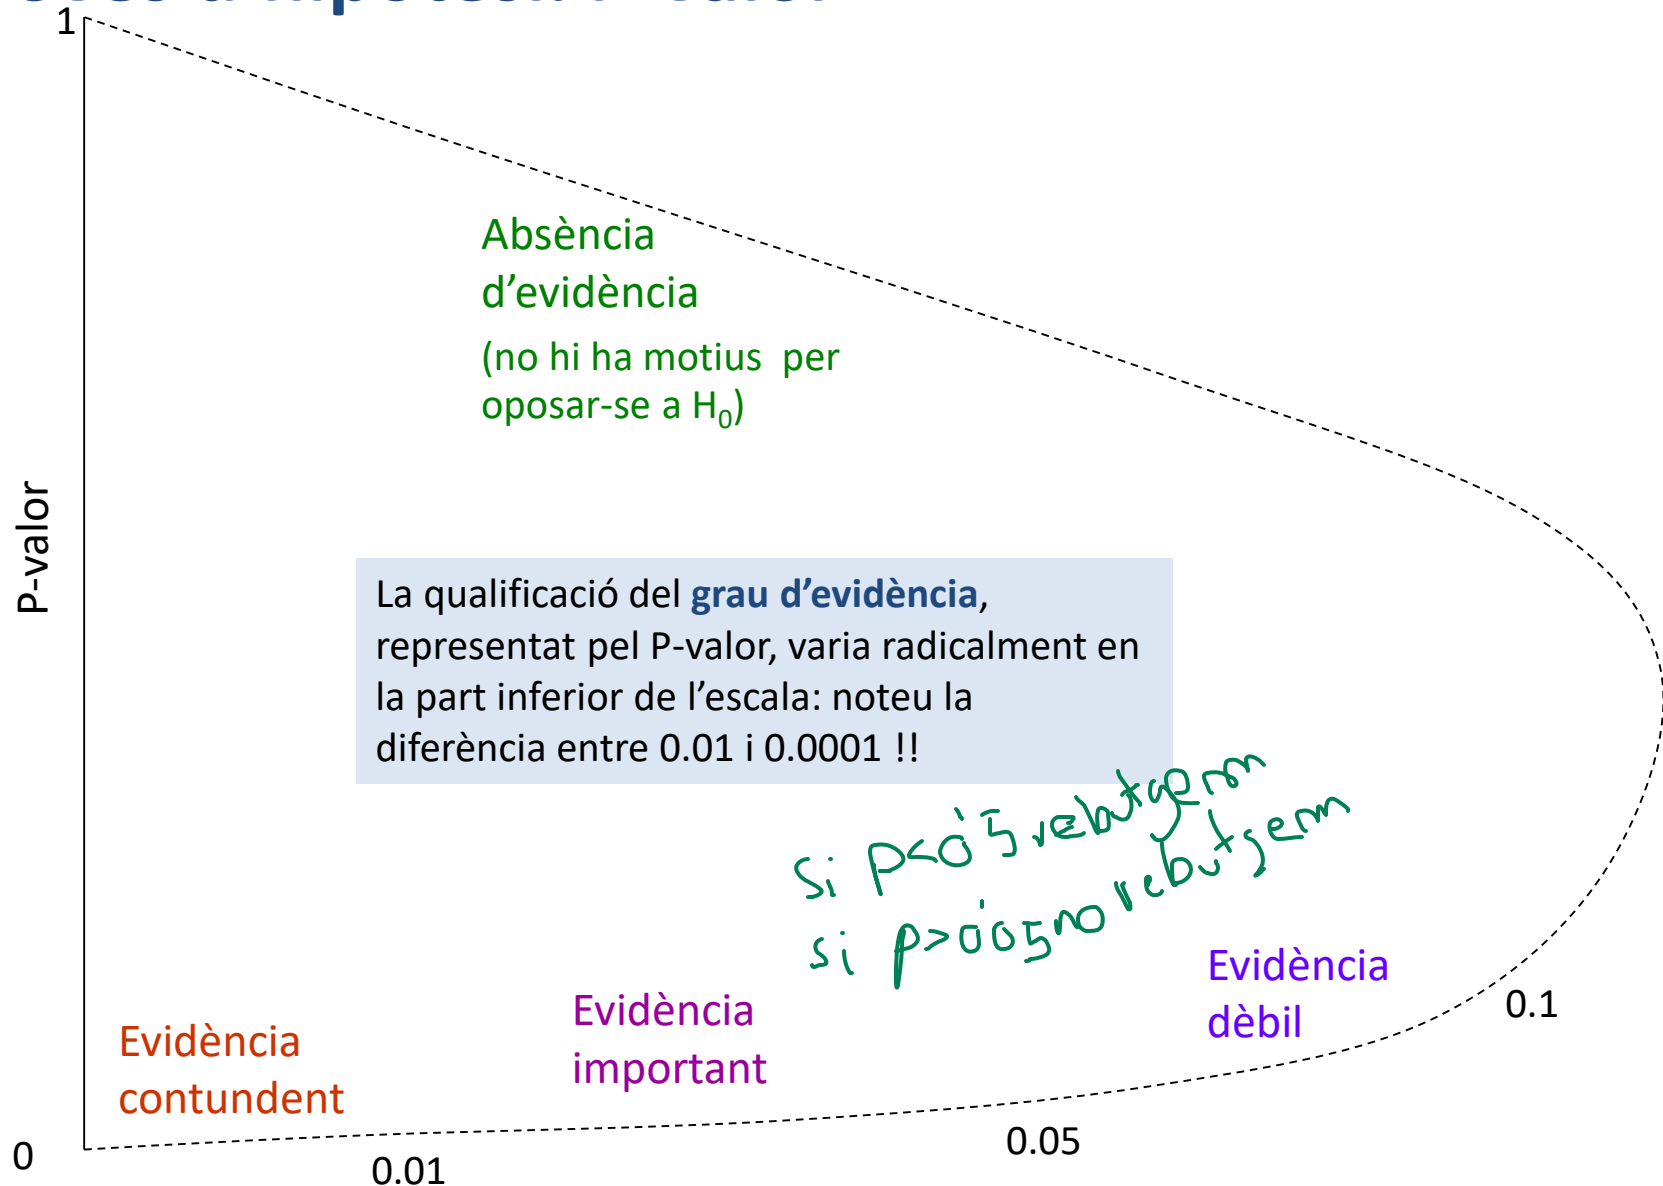 1
Absència
d'evidència
(no hi ha motius per
oposar-se a H₀)
P-valor
La qualificació del grau d'evidència,
representat pel P-valor, varia radicalment en
la part inferior de l'escala: noteu la
diferència entre 0.01 i 0.0001 !!
si p<0'5 rebutgem
si p>0'05 no rebutgem
Evidència
dèbil
0.1
Evidència
important
Evidència
contundent
0.05
0
0.01